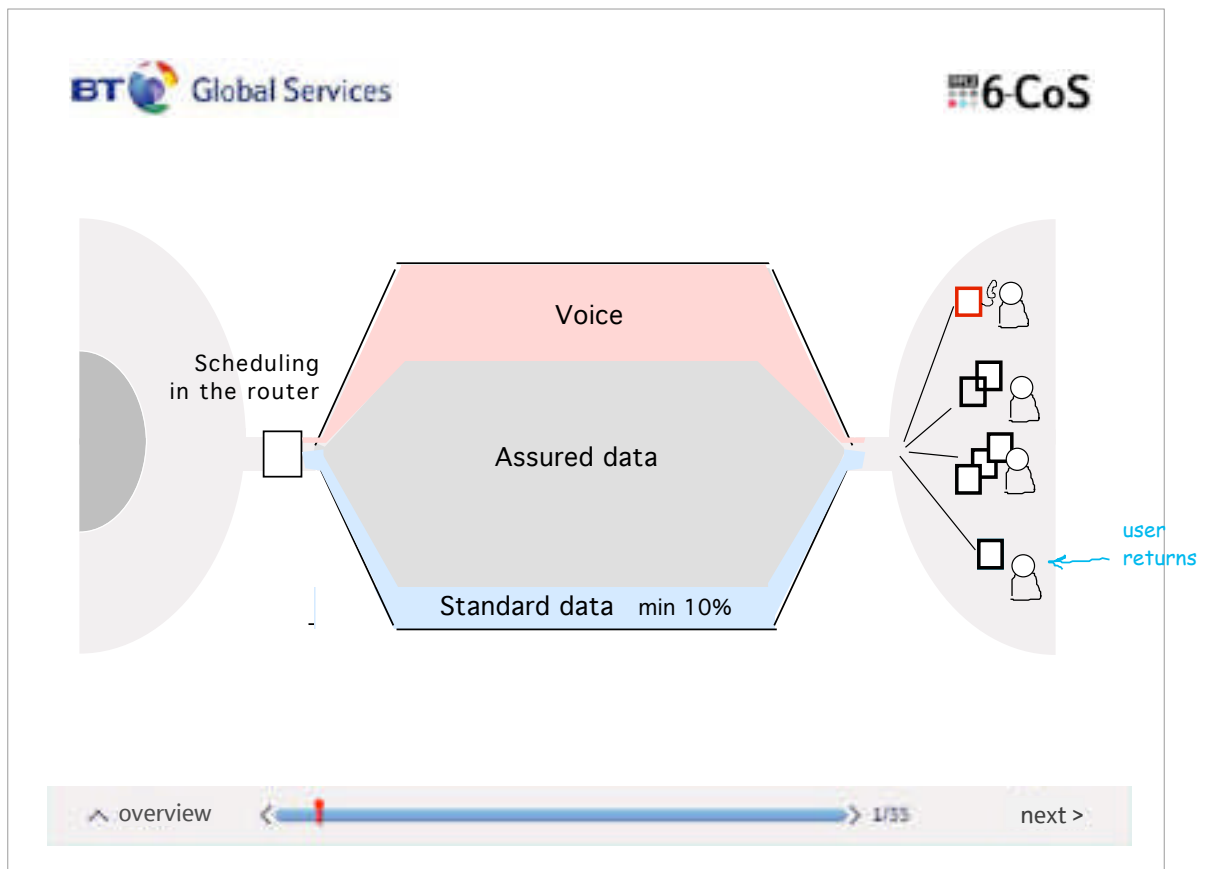 BT Global Services
6-CoS
Voice
Scheduling
in the router
Assured data
Standard data min 10%
user
returns
overview
1/35
next >